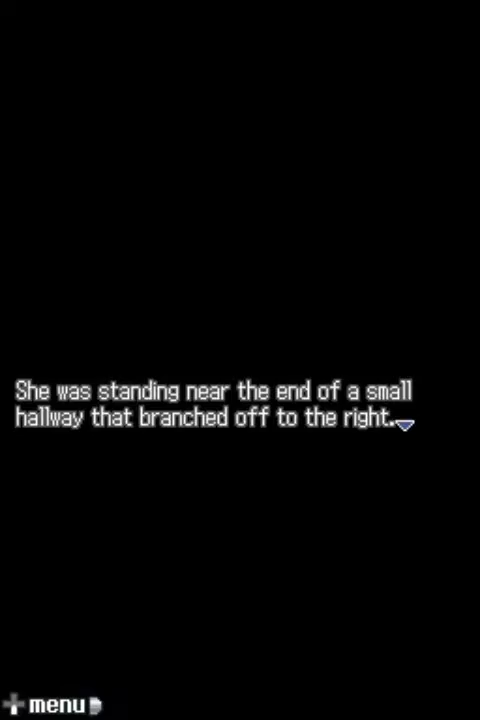 She was standing near the end of a small
hallway that branched off to the right.
menu